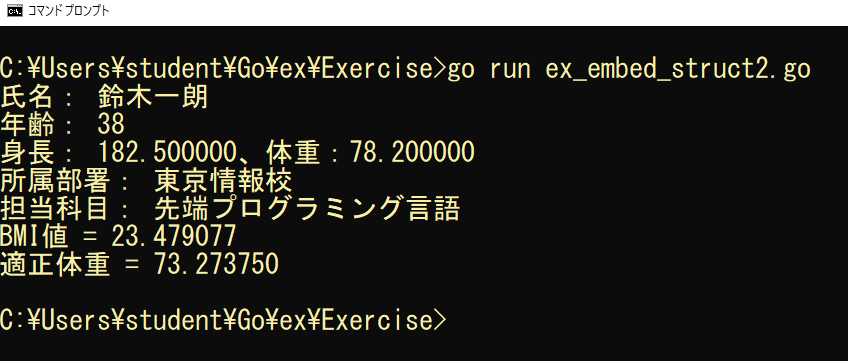 コマンド プロンプト
C:¥Users¥student¥Go¥ex¥Exercise>go run ex_embed_struct2.go
氏名： 鈴木一朗
年齢： 38
身長： 182.500000、体重：78.200000
所属部署： 東京情報校
担当科目： 先端プログラミング言語
BMI値 = 23.479077
適正体重 = 73.273750
C:¥Users¥student¥Go¥ex¥Exercise>